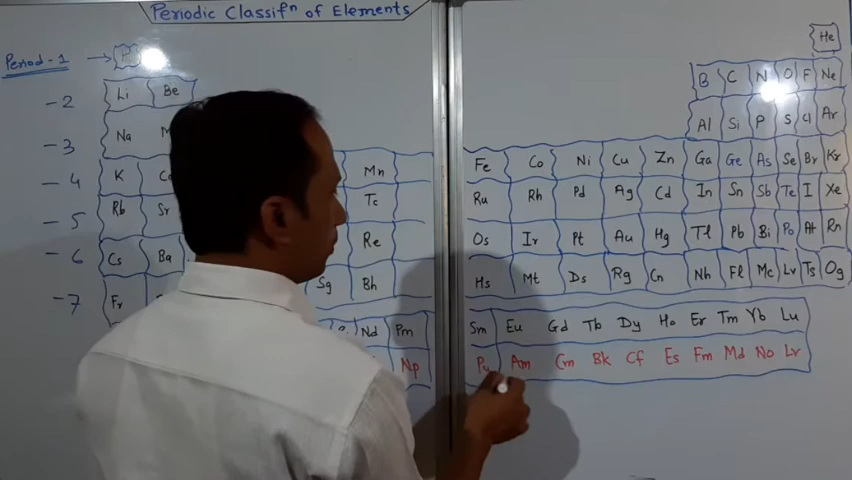 Periodic Classifⁿ of Elements
Period-1 → He
-2 Li Be B C N O F Ne
-3 Na Al Si P S Cl Ar
-4 K Mn Fe Co Ni Cu Zn Ga Ge As Se Br Kr
-5 Rb Sr Tc Ru Rh Pd Ag Cd In Sn Sb Te I Xe
-6 Cs Ba Re Os Ir Pt Au Hg Tl Pb Bi Po At Rn
-7 Fr Sg Bh Hs Mt Ds Rg Cn Nh Fl Mc Lv Ts Og
Nd Pm Sm Eu Gd Tb Dy Ho Er Tm Yb Lu
Np Pu Am Cm Bk Cf Es Fm Md No Lr